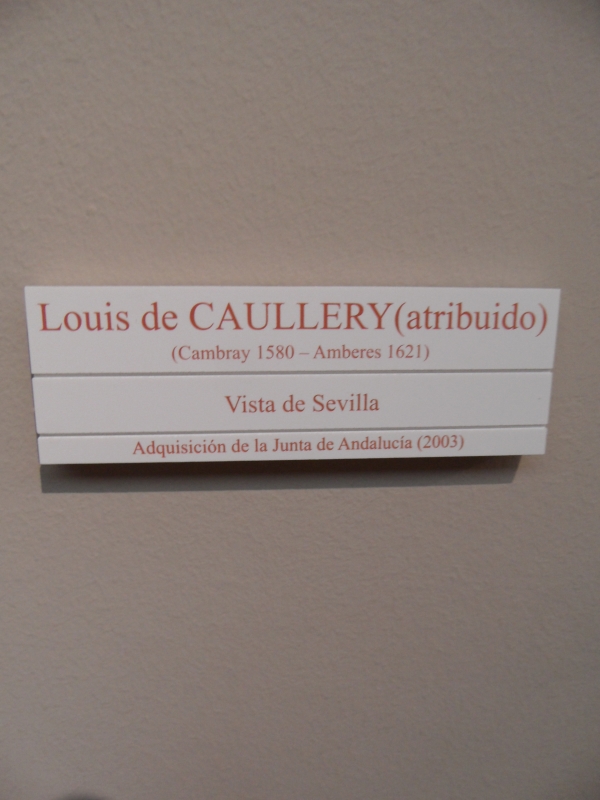 Louis de CAULLERY(atribuido)
(Cambray 1580 – Amberes 1621)
Vista de Sevilla
Adquisición de la Junta de Andalucía (2003)